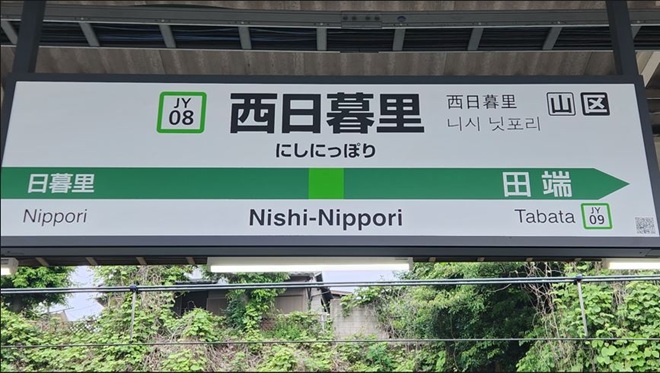 JY
08
西日暮里
にしにっぽり
西日暮里
니시 닛포리
山 区
日暮里
田端
Nippori
Nishi-Nippori
Tabata
JY
09